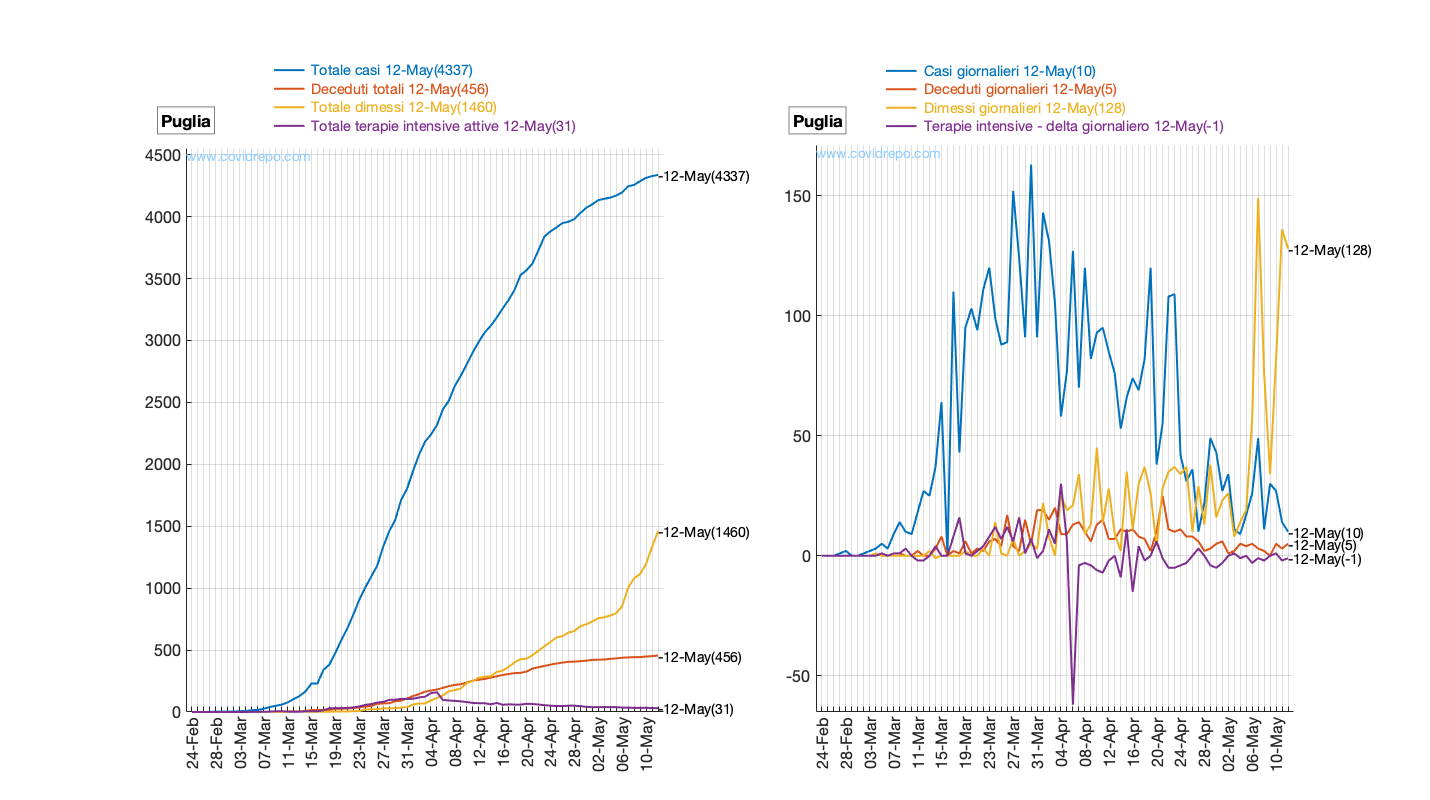 Totale casi 12-May(4337)
Deceduti totali 12-May(456)
Totale dimessi 12-May(1460)
Totale terapie intensive attive 12-May(31)
Puglia
www.covidrepo.com
4500
4000
3500
3000
2500
2000
1500
1000
500
0
12-May(4337)
12-May(1460)
12-May(456)
12-May(31)
24-Feb
28-Feb
03-Mar
07-Mar
11-Mar
15-Mar
19-Mar
23-Mar
27-Mar
31-Mar
04-Apr
08-Apr
12-Apr
16-Apr
20-Apr
24-Apr
28-Apr
02-May
06-May
10-May
Casi giornalieri 12-May(10)
Deceduti giornalieri 12-May(5)
Dimessi giornalieri 12-May(128)
Terapie intensive - delta giornaliero 12-May(-1)
Puglia
www.covidrepo.com
150
100
50
0
-50
12-May(128)
12-May(10)
12-May(5)
12-May(-1)
24-Feb
28-Feb
03-Mar
07-Mar
11-Mar
15-Mar
19-Mar
23-Mar
27-Mar
31-Mar
04-Apr
08-Apr
12-Apr
16-Apr
20-Apr
24-Apr
28-Apr
02-May
06-May
10-May